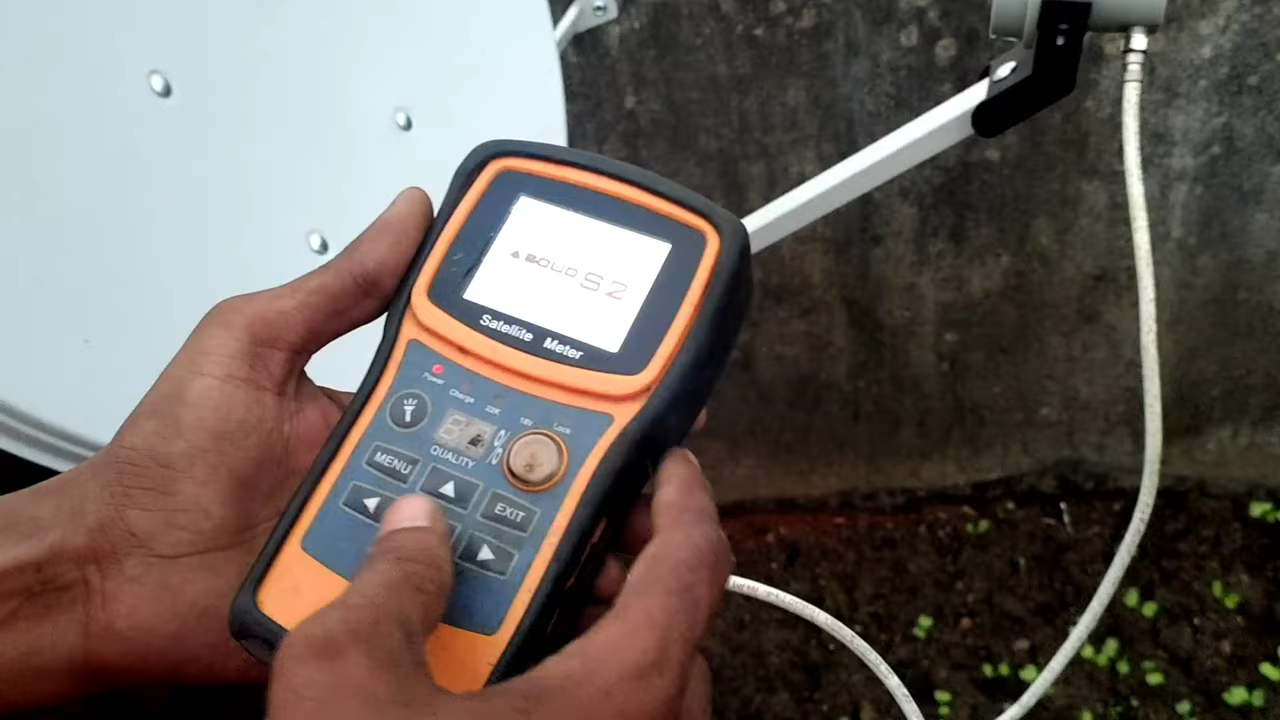 S2
Satellite Meter
Power
Charge
22K
18V
Lock
%
QUALITY
MENU
EXIT